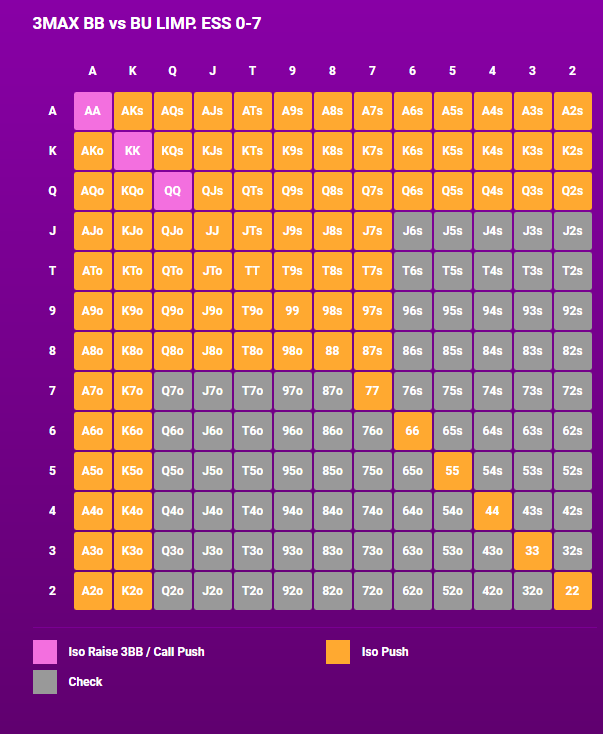 3MAX BB vs BU LIMP. ESS 0-7
A K Q J T 9 8 7 6 5 4 3 2
A AA AKs AQs AJs ATs A9s A8s A7s A6s A5s A4s A3s A2s
K AKo KK KQs KJs KTs K9s K8s K7s K6s K5s K4s K3s K2s
Q AQo KQo QQ QJs QTs Q9s Q8s Q7s Q6s Q5s Q4s Q3s Q2s
J AJo KJo QJo JJ JTs J9s J8s J7s J6s J5s J4s J3s J2s
T ATo KTo QTo JTo TT T9s T8s T7s T6s T5s T4s T3s T2s
9 A9o K9o Q9o J9o T9o 99 98s 97s 96s 95s 94s 93s 92s
8 A8o K8o Q8o J8o T8o 98o 88 87s 86s 85s 84s 83s 82s
7 A7o K7o Q7o J7o T7o 97o 87o 77 76s 75s 74s 73s 72s
6 A6o K6o Q6o J6o T6o 96o 86o 76o 66 65s 64s 63s 62s
5 A5o K5o Q5o J5o T5o 95o 85o 75o 65o 55 54s 53s 52s
4 A4o K4o Q4o J4o T4o 94o 84o 74o 64o 54o 44 43s 42s
3 A3o K3o Q3o J3o T3o 93o 83o 73o 63o 53o 43o 33 32s
2 A2o K2o Q2o J2o T2o 92o 82o 72o 62o 52o 42o 32o 22
Iso Raise 3BB / Call Push Iso Push
Check